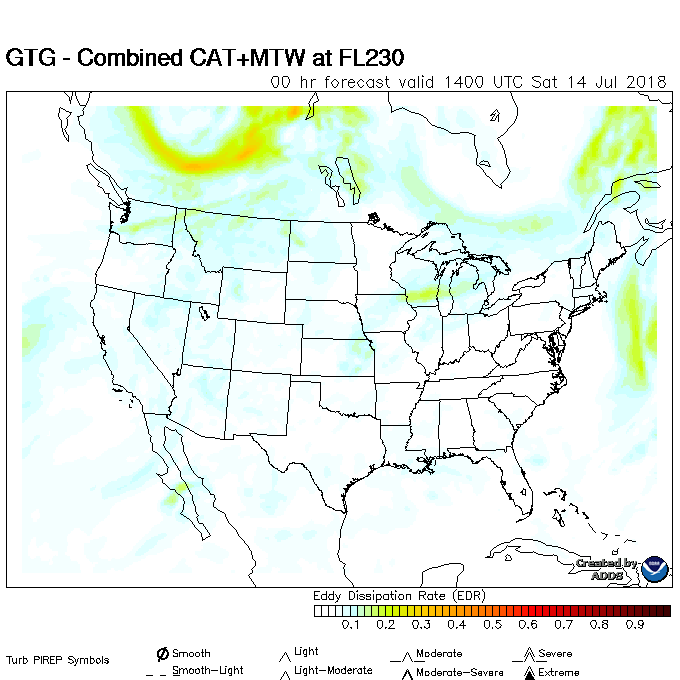 GTG - Combined CAT+MTW at FL230
00 hr forecast valid 1400 UTC Sat 14 Jul 2018
Created by
ADDS
Eddy Dissipation Rate (EDR)
0.1 0.2 0.3 0.4 0.5 0.6 0.7 0.8 0.9
Turb PIREP Symbols
Smooth Light Moderate Severe
Smooth-Light Light-Moderate Moderate-Severe Extreme